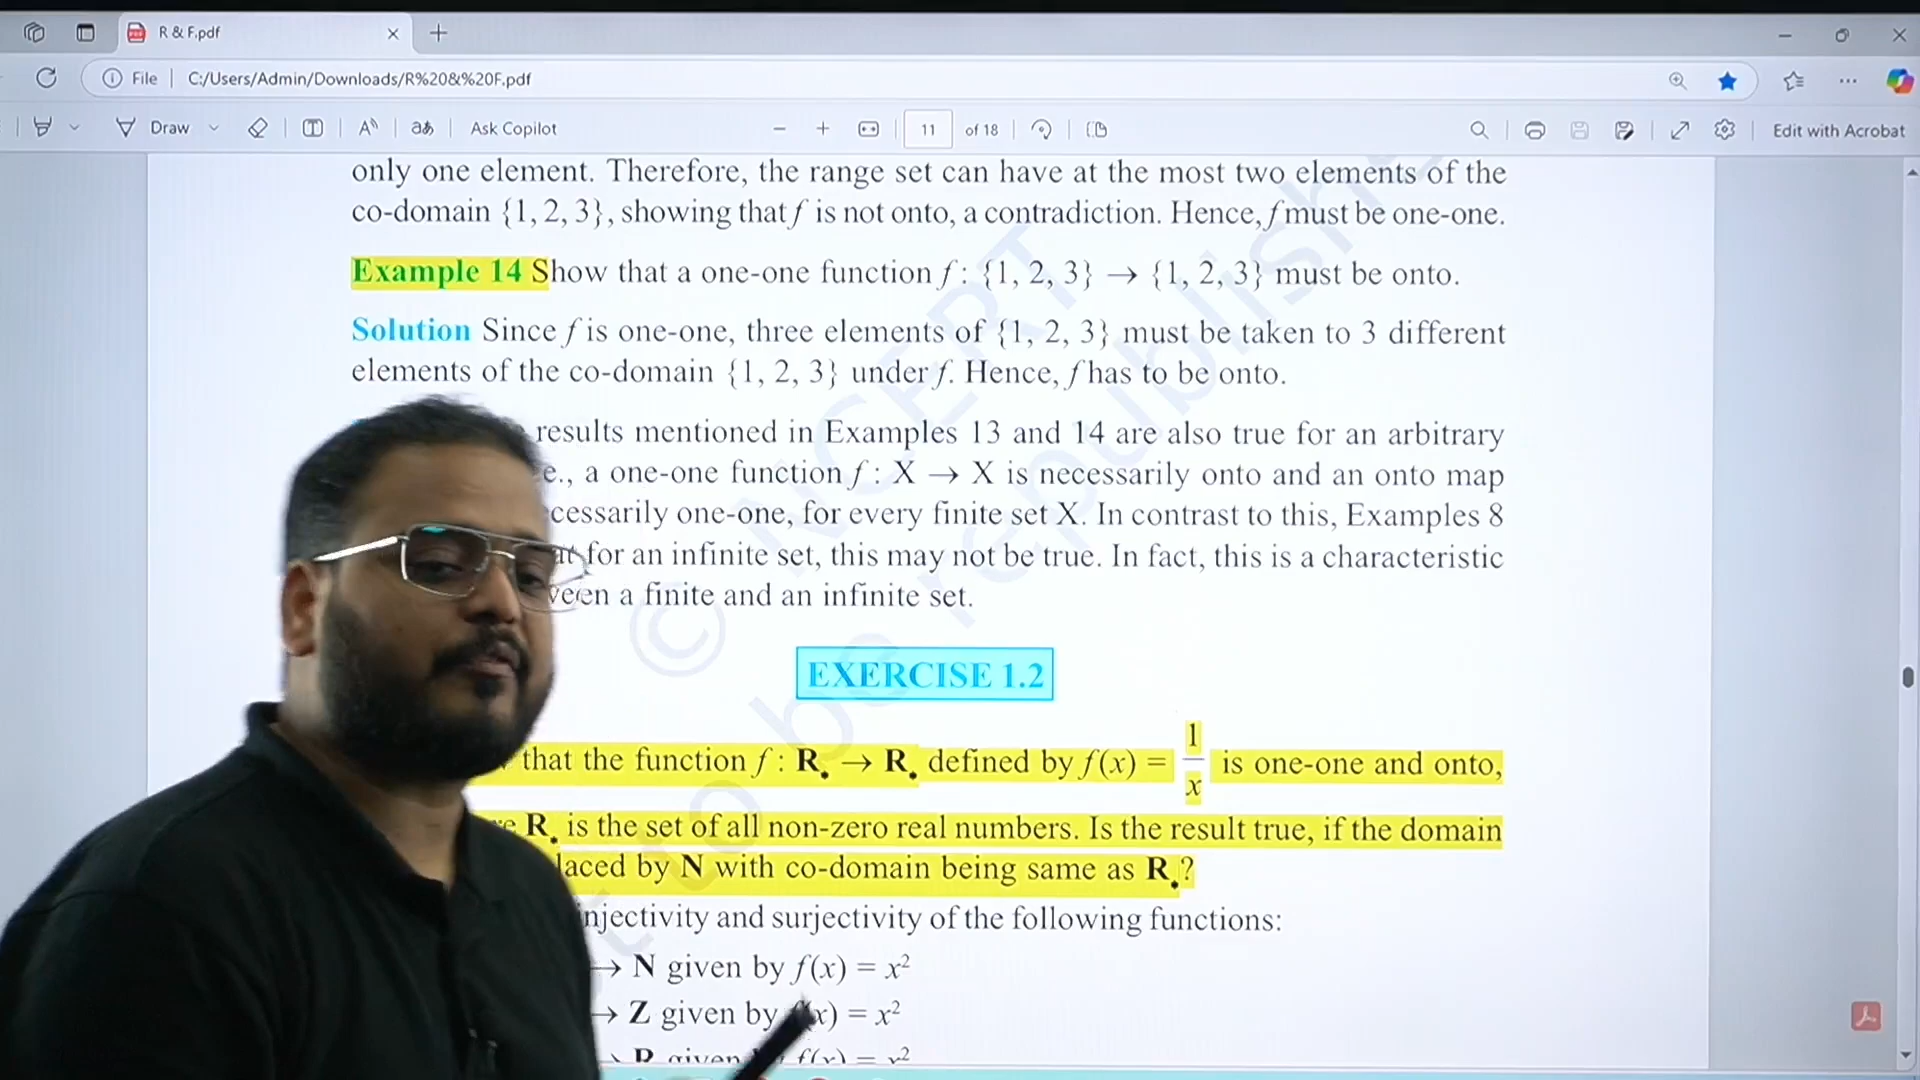 R & F.pdf
File C:/Users/Admin/Downloads/R%20&%20F.pdf
Draw Ask Copilot 11 of 18 Edit with Acrobat
only one element. Therefore, the range set can have at the most two elements of the
co-domain {1, 2, 3}, showing that f is not onto, a contradiction. Hence, f must be one-one.
Example 14 Show that a one-one function f : {1, 2, 3} → {1, 2, 3} must be onto.
Solution Since f is one-one, three elements of {1, 2, 3} must be taken to 3 different
elements of the co-domain {1, 2, 3} under f. Hence, f has to be onto.
results mentioned in Examples 13 and 14 are also true for an arbitrary
e., a one-one function f : X → X is necessarily onto and an onto map
cessarily one-one, for every finite set X. In contrast to this, Examples 8
for an infinite set, this may not be true. In fact, this is a characteristic
veen a finite and an infinite set.
EXERCISE 1.2
that the function f : R* → R* defined by f(x) = 1/x is one-one and onto,
R* is the set of all non-zero real numbers. Is the result true, if the domain
laced by N with co-domain being same as R*?
njectivity and surjectivity of the following functions:
→ N given by f(x) = x²
→ Z given by f(x) = x²
→ R given f(x) = x²
© NCERT
be republished